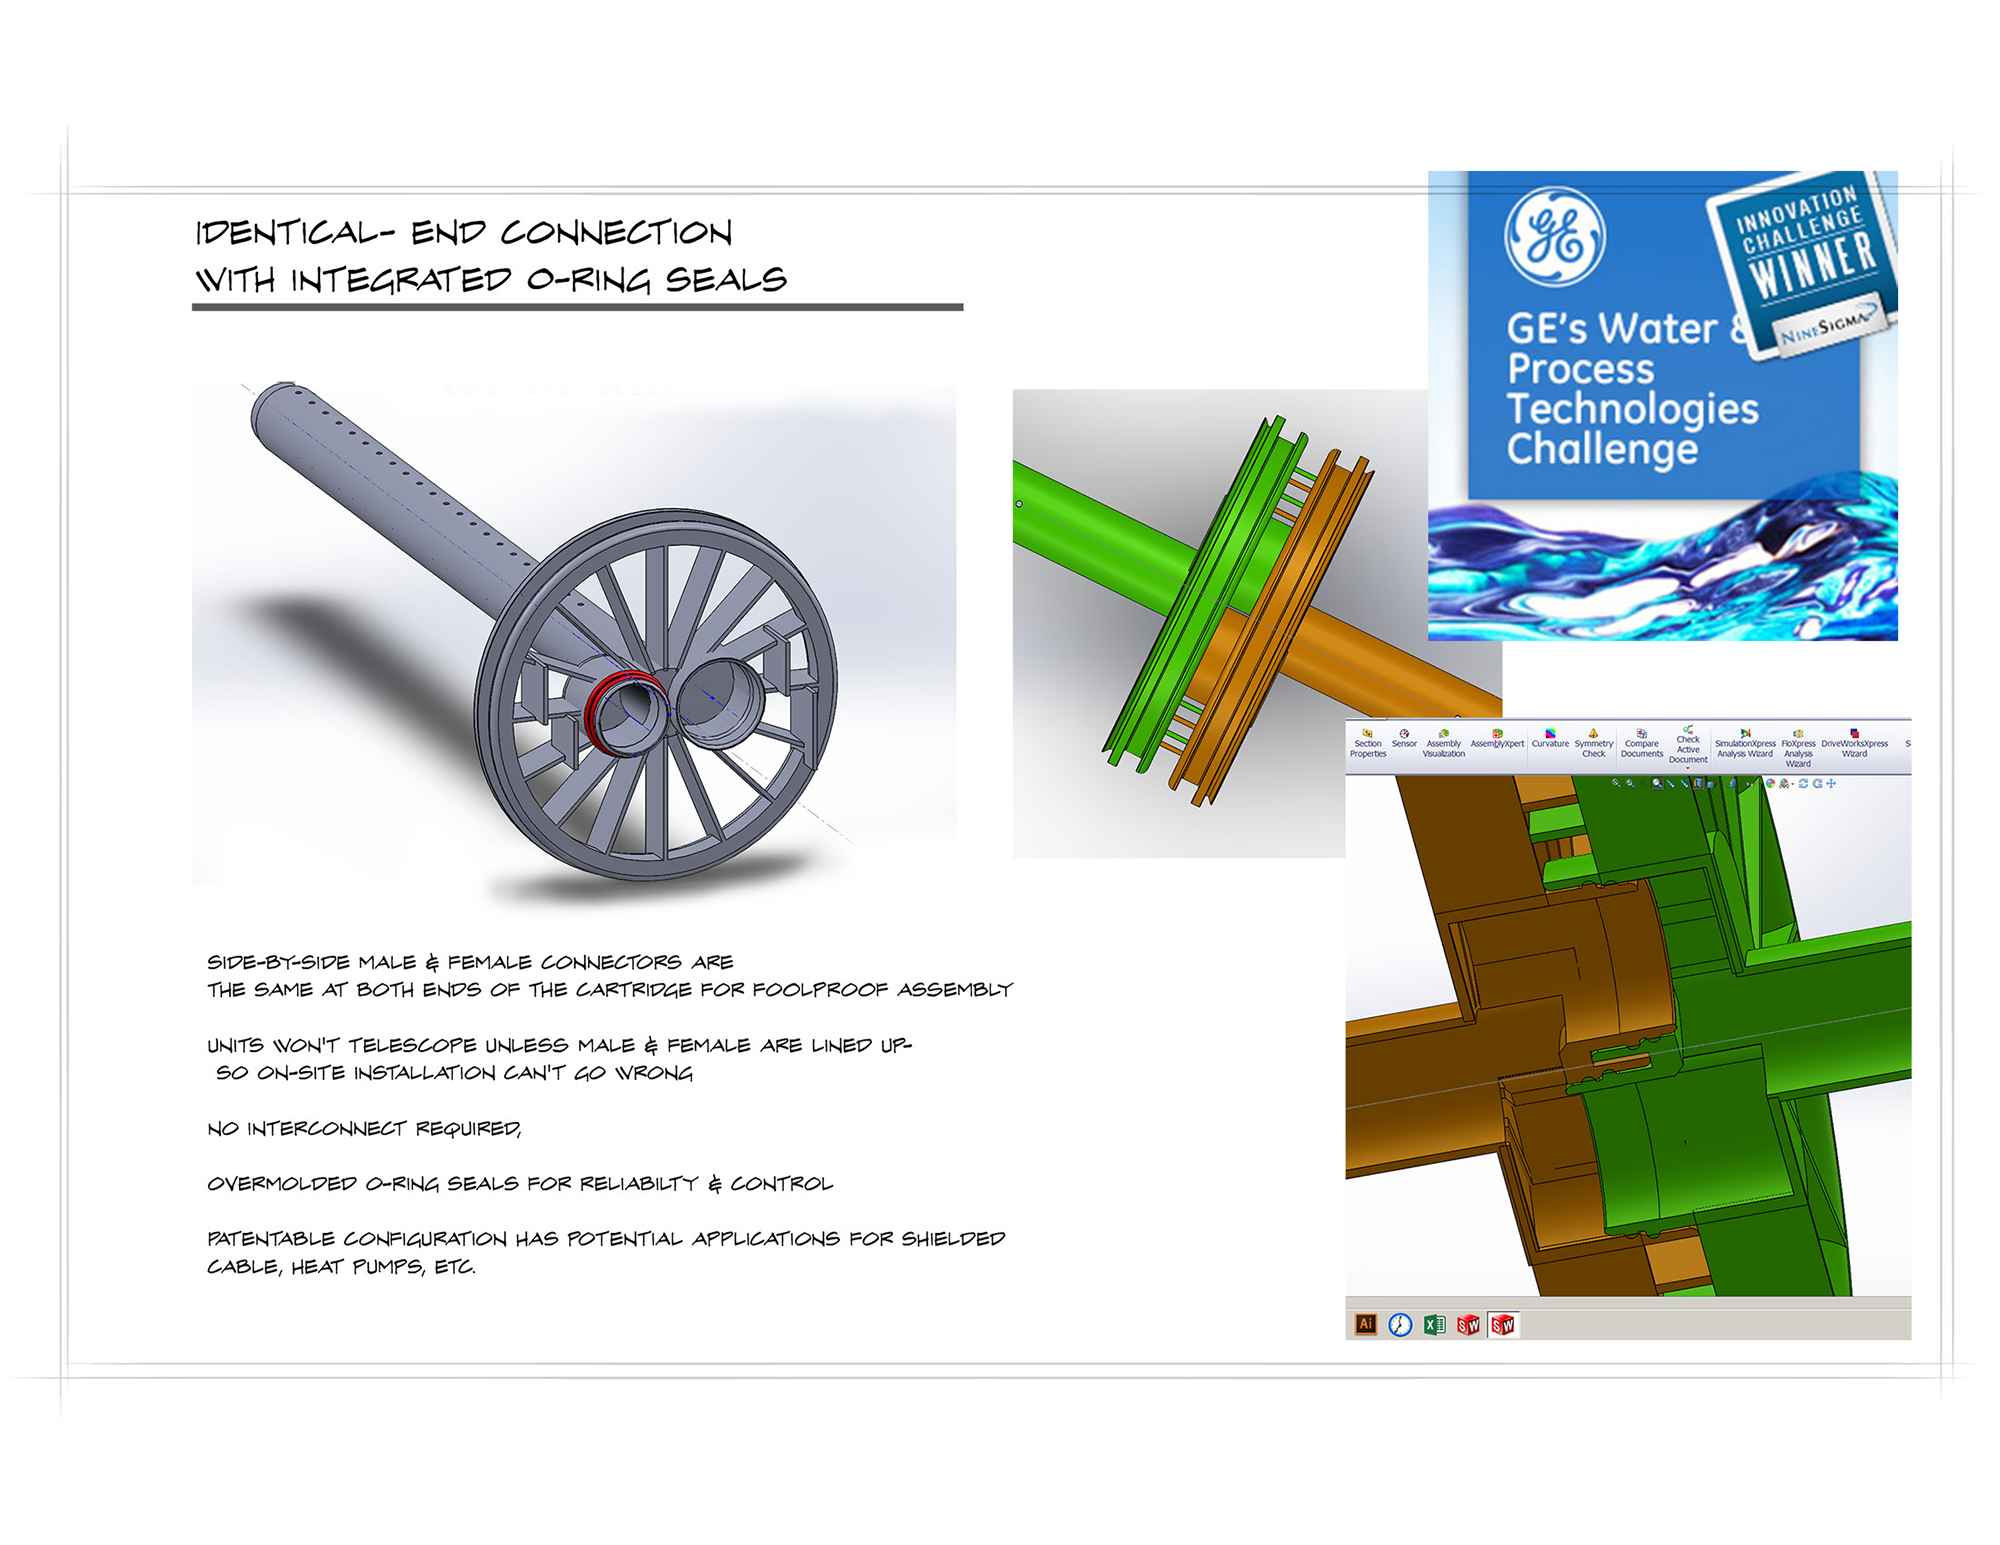 IDENTICAL- END CONNECTION
WITH INTEGRATED O-RING SEALS
GE
GE's Water &
Process
Technologies
Challenge
INNOVATION
CHALLENGE
WINNER
NINESIGMA
Section Properties
Sensor
Assembly Visualization
AssemblyXpert
Curvature
Symmetry Check
Compare Documents
Check Active Document
SimulationXpress Analysis Wizard
FloXpress Analysis Wizard
DriveWorksXpress Wizard
SIDE-BY-SIDE MALE & FEMALE CONNECTORS ARE
THE SAME AT BOTH ENDS OF THE CARTRIDGE FOR FOOLPROOF ASSEMBLY
UNITS WON'T TELESCOPE UNLESS MALE & FEMALE ARE LINED UP-
SO ON-SITE INSTALLATION CAN'T GO WRONG
NO INTERCONNECT REQUIRED,
OVERMOLDED O-RING SEALS FOR RELIABILTY & CONTROL
PATENTABLE CONFIGURATION HAS POTENTIAL APPLICATIONS FOR SHIELDED
CABLE, HEAT PUMPS, ETC.
Ai
X
SW
SW